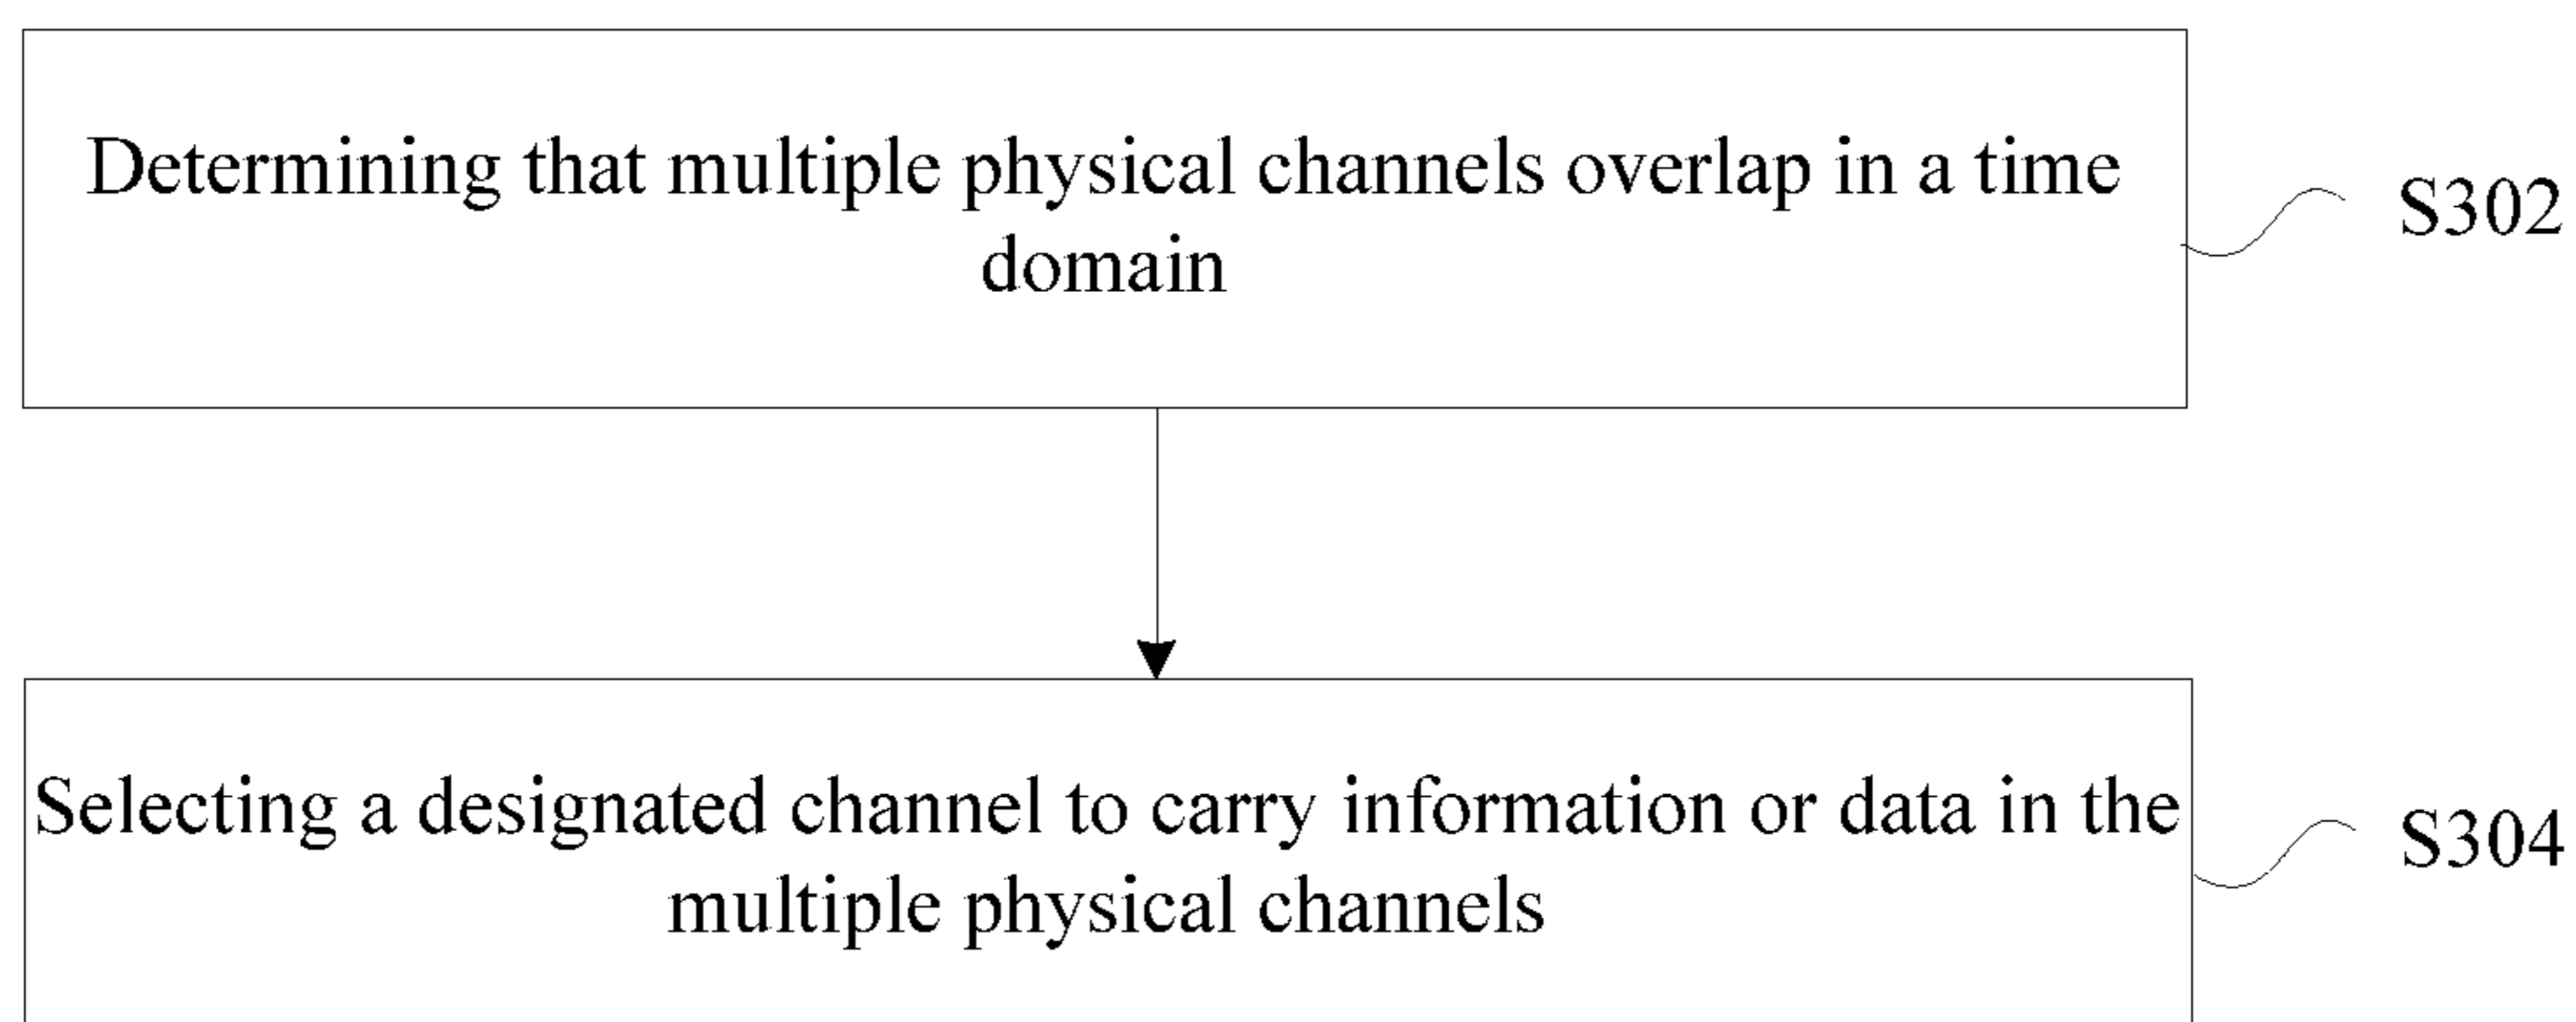 Determining that multiple physical channels overlap in a time
domain
S302
Selecting a designated channel to carry information or data in the
multiple physical channels
S304